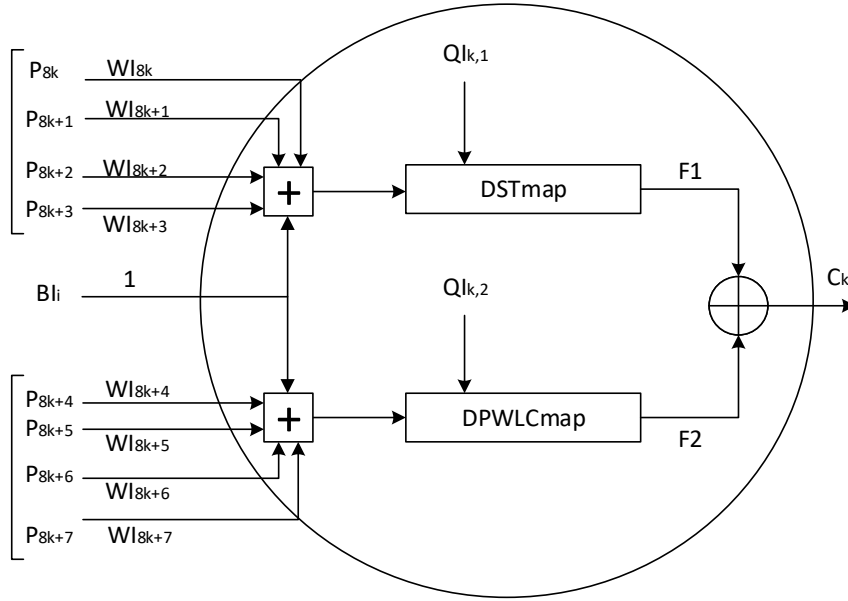 P8k WI8k
P8k+1 WI8k+1
P8k+2 WI8k+2
P8k+3 WI8k+3
BIi 1
P8k+4 WI8k+4
P8k+5 WI8k+5
P8k+6 WI8k+6
P8k+7 WI8k+7
+
+
QIk,1
DSTmap
F1
QIk,2
DPWLCmap
F2
Ck